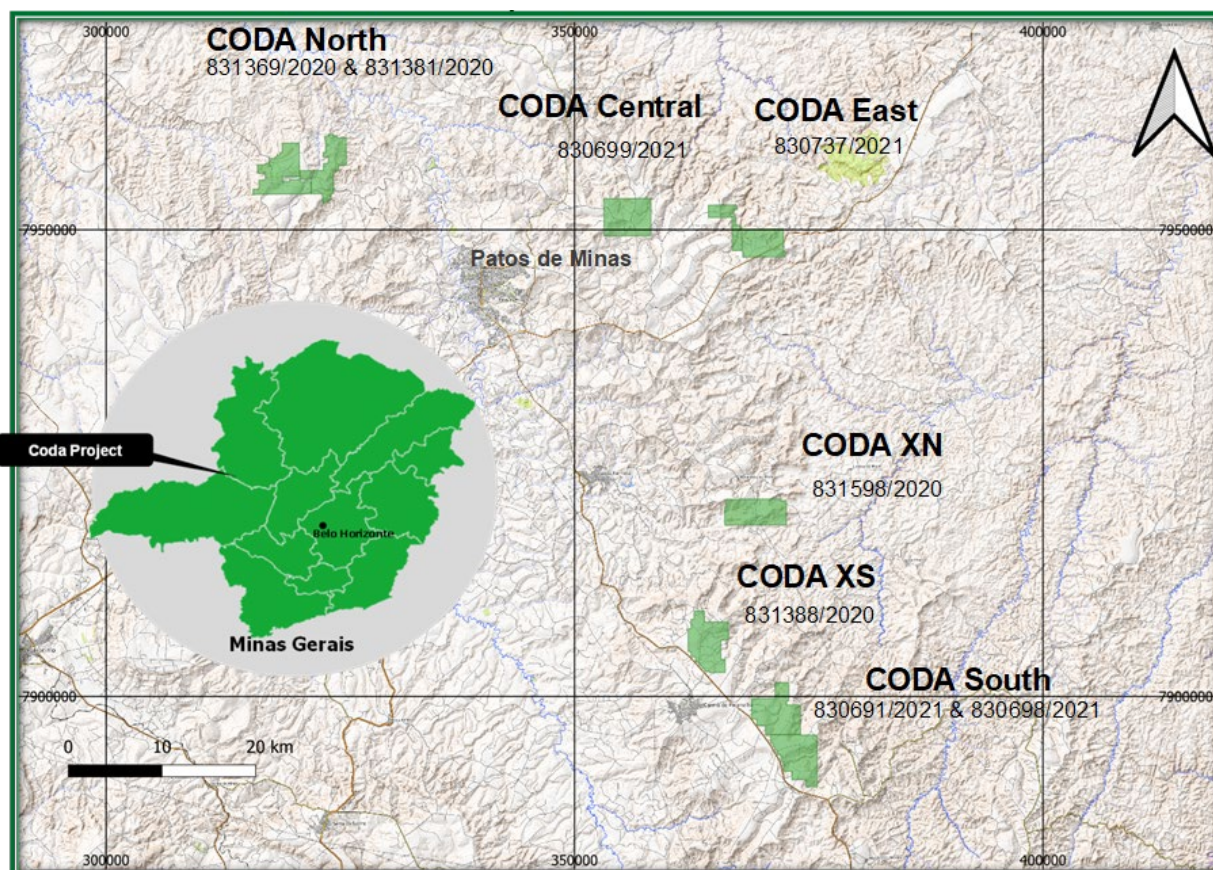 300000
350000
400000
CODA North
831369/2020 & 831381/2020
CODA Central
830699/2021
CODA East
830737/2021
7950000
7950000
Patos de Minas
Coda Project
Belo Horizonte
Minas Gerais
CODA XN
831598/2020
CODA XS
831388/2020
CODA South
830691/2021 & 830698/2021
7900000
7900000
0 10 20 km
300000
350000
400000